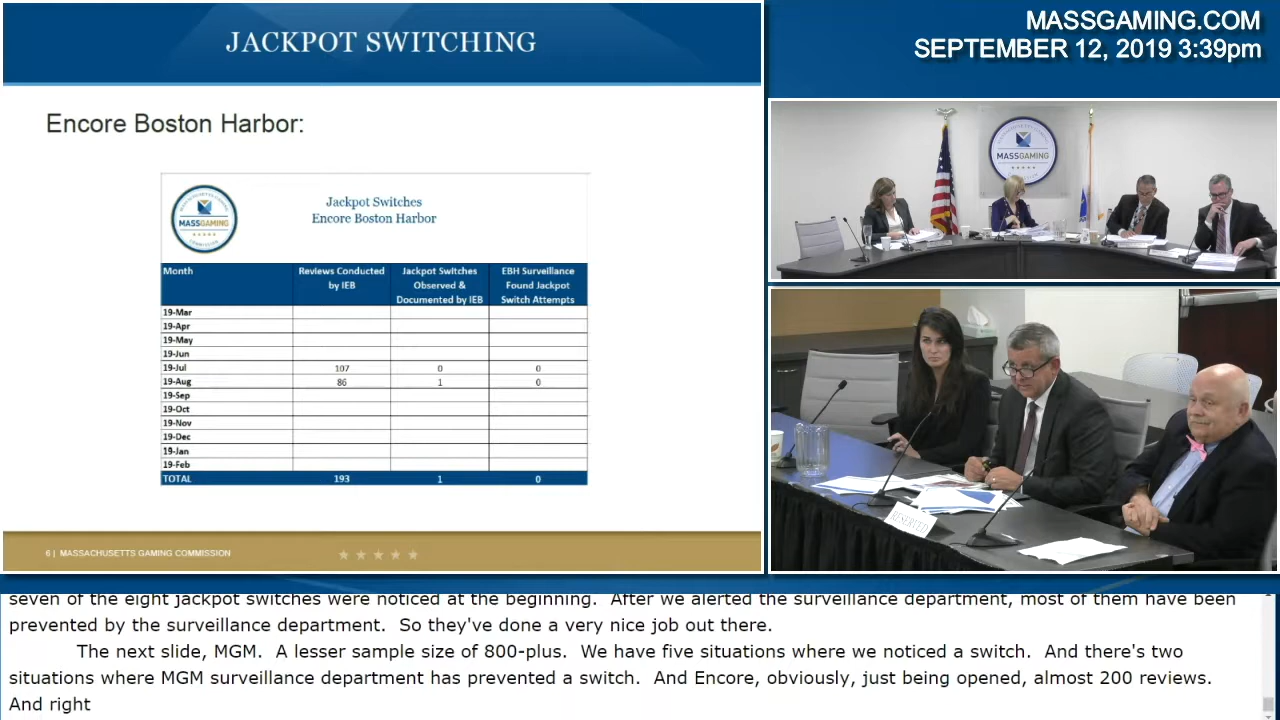 JACKPOT SWITCHING
MASSGAMING.COM
SEPTEMBER 12, 2019 3:39pm
Encore Boston Harbor:
MASSGAMING
Jackpot Switches
Encore Boston Harbor
Month Reviews Conducted by IEB Jackpot Switches Observed & Documented by IEB EBH Surveillance Found Jackpot Switch Attempts
19-Mar
19-Apr
19-May
19-Jun
19-Jul 107 0 0
19-Aug 86 1 0
19-Sep
19-Oct
19-Nov
19-Dec
19-Jan
19-Feb
TOTAL 193 1 0
6 | MASSACHUSETTS GAMING COMMISSION
MASSGAMING
RESERVED
seven of the eight jackpot switches were noticed at the beginning. After we alerted the surveillance department, most of them have been
prevented by the surveillance department. So they've done a very nice job out there.
The next slide, MGM. A lesser sample size of 800-plus. We have five situations where we noticed a switch. And there's two
situations where MGM surveillance department has prevented a switch. And Encore, obviously, just being opened, almost 200 reviews.
And right